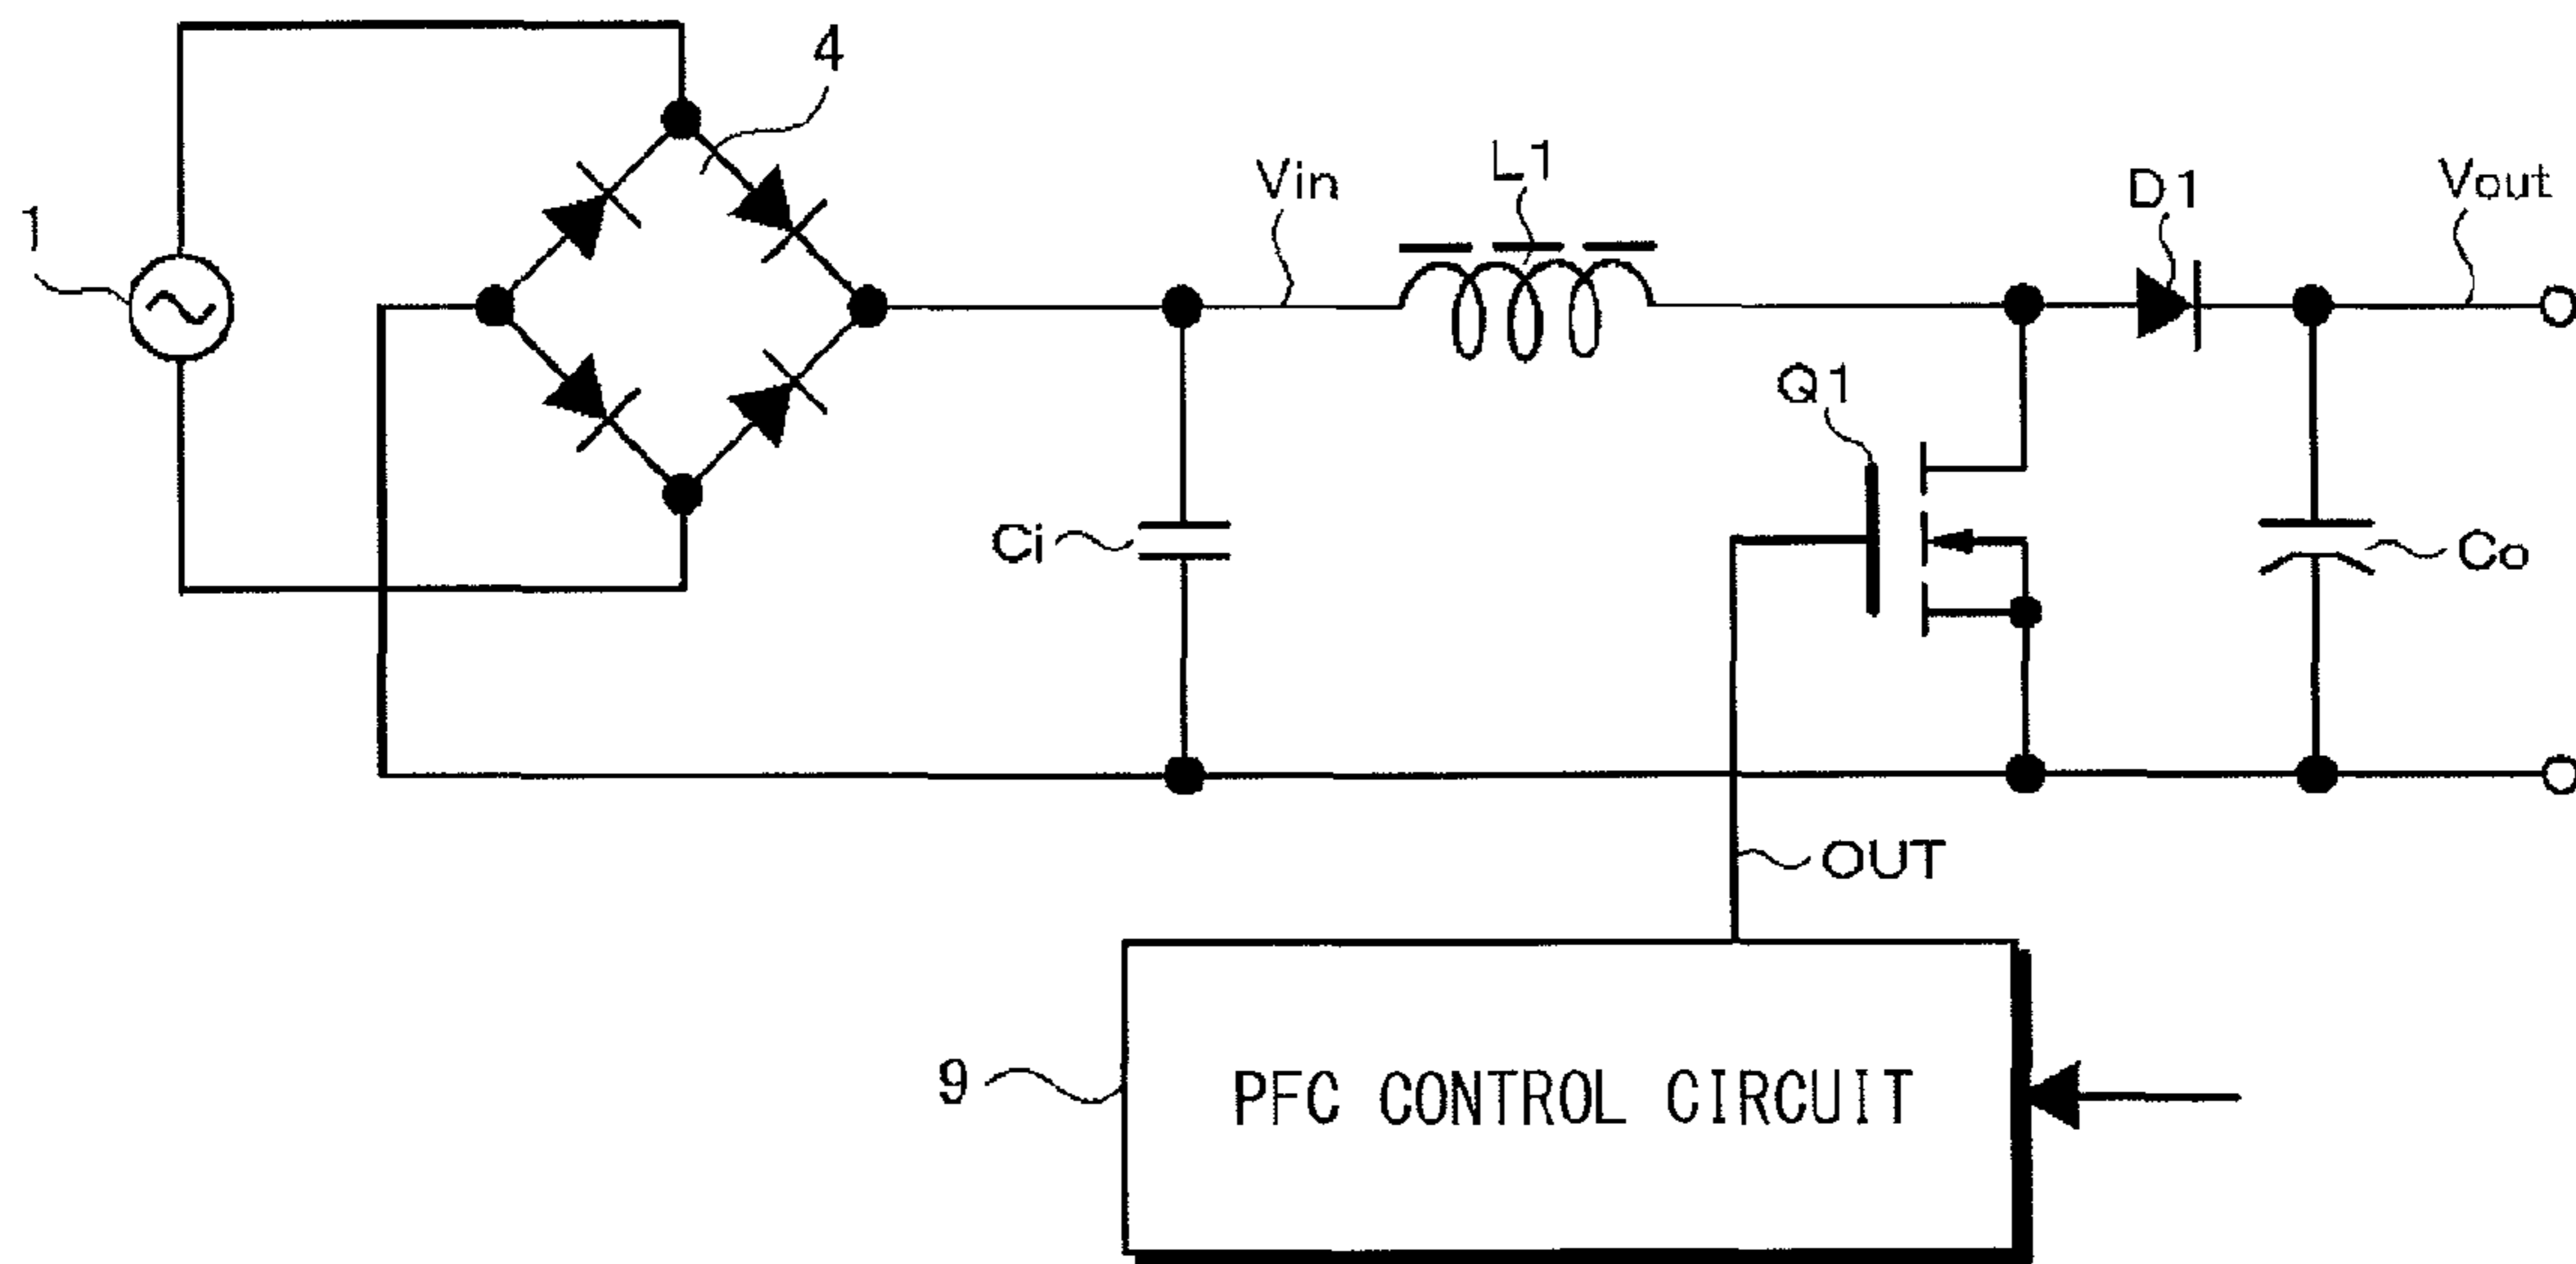 4
1
Vin
L1
D1
Vout
Q1
Ci
Co
OUT
9
PFC CONTROL CIRCUIT